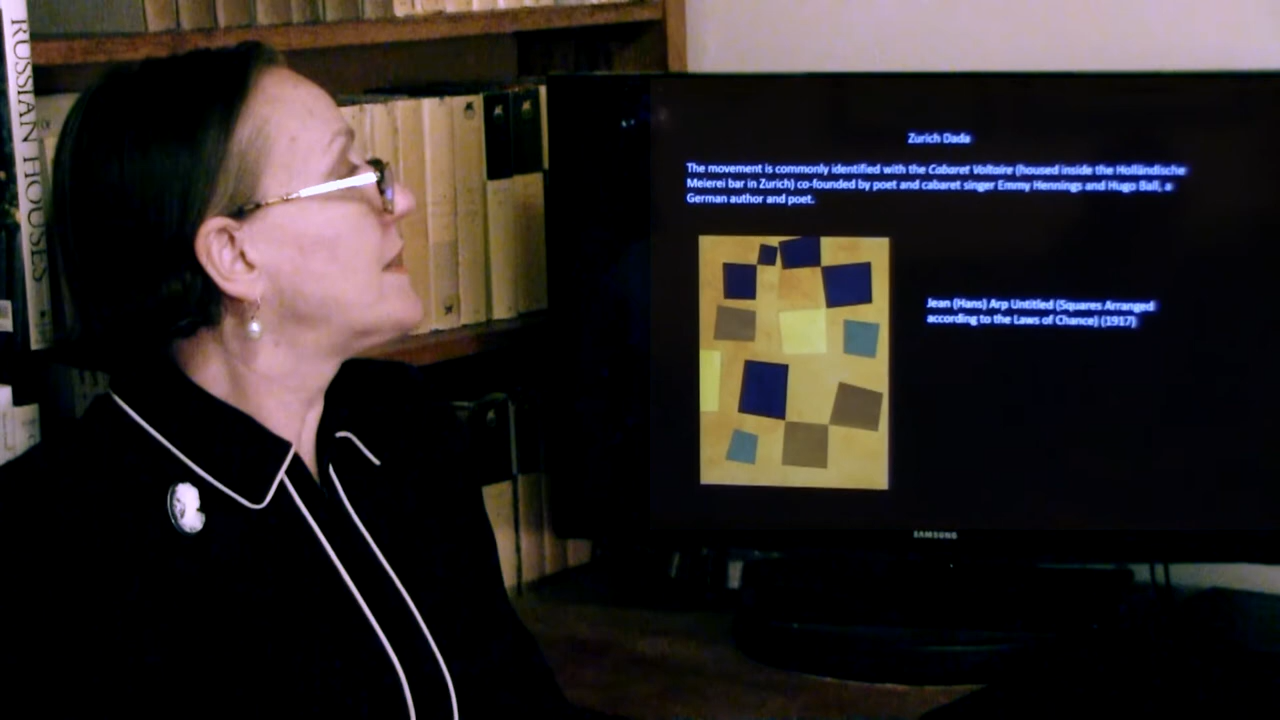 RUSSIAN HOUSES
Zurich Dada
The movement is commonly identified with the Cabaret Voltaire (housed inside the Holländische
Meierei bar in Zurich) co-founded by poet and cabaret singer Emmy Hennings and Hugo Ball, a
German author and poet.
Jean (Hans) Arp Untitled (Squares Arranged
according to the Laws of Chance) (1917)
SAMSUNG